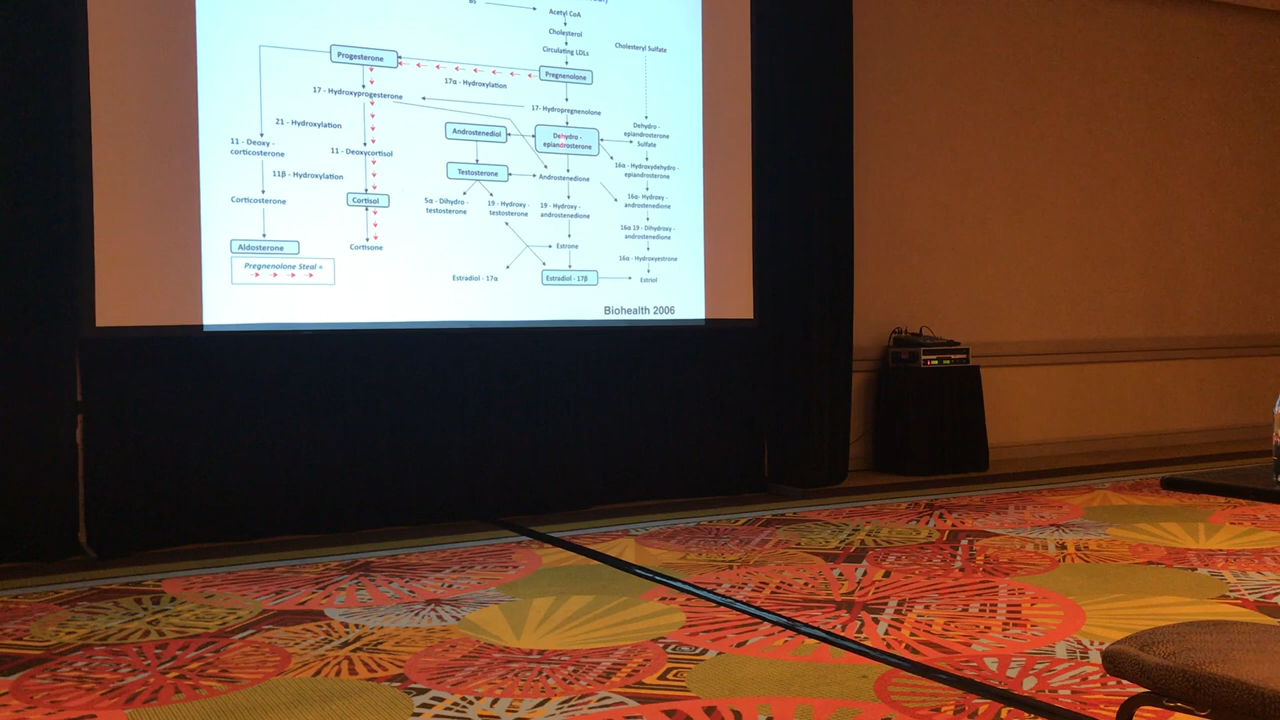 B5
Acetyl CoA
Cholesterol
Circulating LDLs
Cholesteryl Sulfate
Progesterone
17α - Hydroxylation
Pregnenolone
17 - Hydroxyprogesterone
17- Hydropregnenolone
21 - Hydroxylation
Androstenediol
Dehydro -
epiandrosterone
Dehydro -
epiandrosterone
Sulfate
11 - Deoxy -
corticosterone
11 - Deoxycortisol
11β - Hydroxylation
Testosterone
Androstenedione
16α - Hydroxydehydro -
epiandrosterone
Corticosterone
Cortisol
5α - Dihydro -
testosterone
19 - Hydroxy -
testosterone
19 - Hydroxy -
androstenedione
16α- Hydroxy -
androstenedione
16α 19 - Dihydroxy -
androstenedione
Aldosterone
Cortisone
Estrone
16α - Hydroxyestrone
Pregnenolone Steal =
Estradiol - 17α
Estradiol - 17β
Estriol
Biohealth 2006